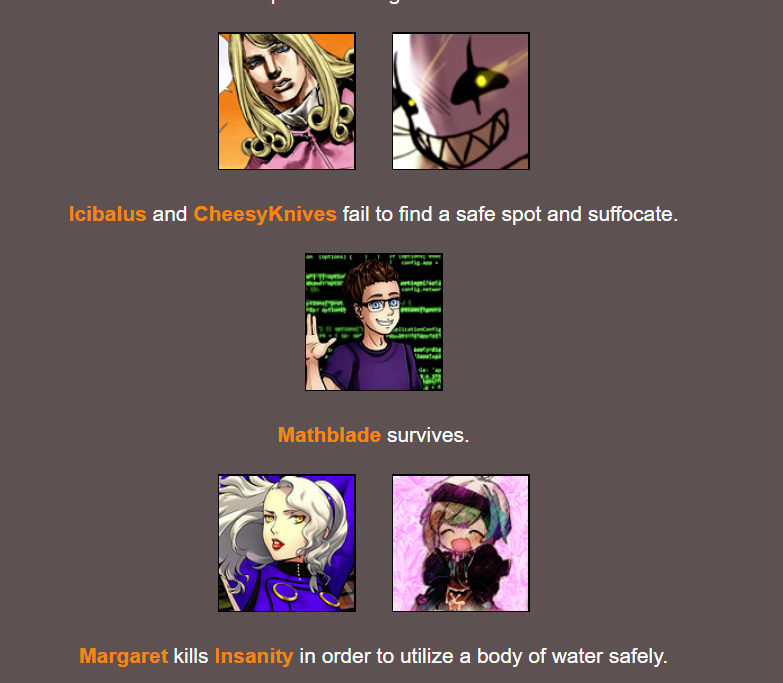 Icibalus and CheesyKnives fail to find a safe spot and suffocate.
Mathblade survives.
Margaret kills Insanity in order to utilize a body of water safely.